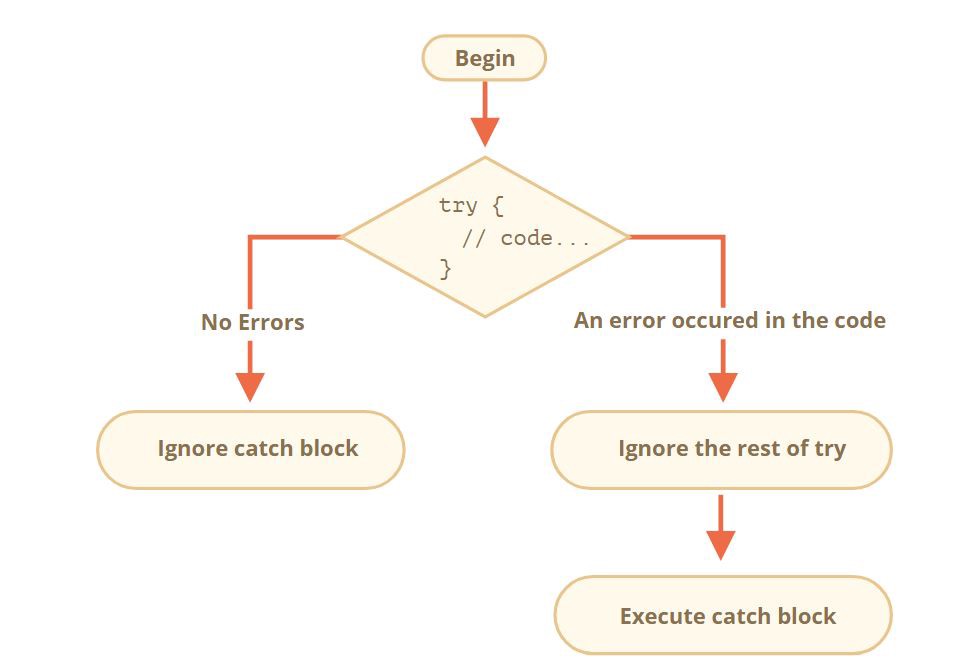 Begin
try {
// code...
}
No Errors
An error occured in the code
Ignore catch block
Ignore the rest of try
Execute catch block